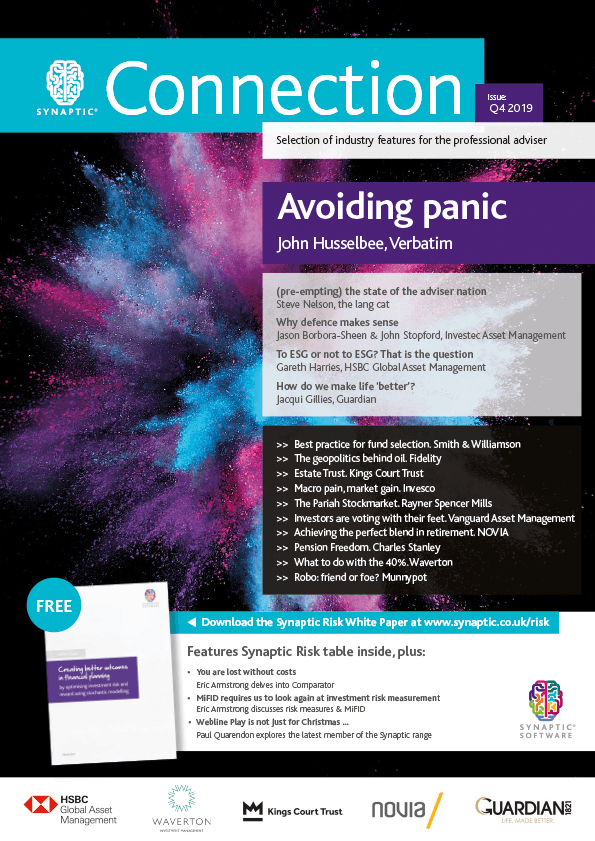 SYNAPTIC®
Connection
Issue:
Q4 2019
Selection of industry features for the professional adviser
Avoiding panic
John Husselbee, Verbatim
(pre-empting) the state of the adviser nation
Steve Nelson, the lang cat
Why defence makes sense
Jason Borbora-Sheen & John Stopford, Investec Asset Management
To ESG or not to ESG? That is the question
Gareth Harries, HSBC Global Asset Management
How do we make life 'better'?
Jacqui Gillies, Guardian
>> Best practice for fund selection. Smith & Williamson
>> The geopolitics behind oil. Fidelity
>> Estate Trust. Kings Court Trust
>> Macro pain, market gain. Invesco
>> The Pariah Stockmarket. Rayner Spencer Mills
>> Investors are voting with their feet. Vanguard Asset Management
>> Achieving the perfect blend in retirement. NOVIA
>> Pension Freedom. Charles Stanley
>> What to do with the 40%. Waverton
>> Robo: friend or foe? Munnypot
FREE
Creating better outcomes
in financial planning
by optimising investment risk and
reward using stochastic modelling
Download the Synaptic Risk White Paper at www.synaptic.co.uk/risk
Features Synaptic Risk table inside, plus:
• You are lost without costs
Eric Armstrong delves into Comparator
• MiFID requires us to look again at investment risk measurement
Eric Armstrong discusses risk measures & MiFID
• Webline Play is not just for Christmas ...
Paul Quarendon explores the latest member of the Synaptic range
SYNAPTIC®
SOFTWARE
HSBC
Global Asset
Management
WAVERTON
INVESTMENT MANAGEMENT
Kings Court Trust
novia
GUARDIAN
1821
LIFE. MADE BETTER.